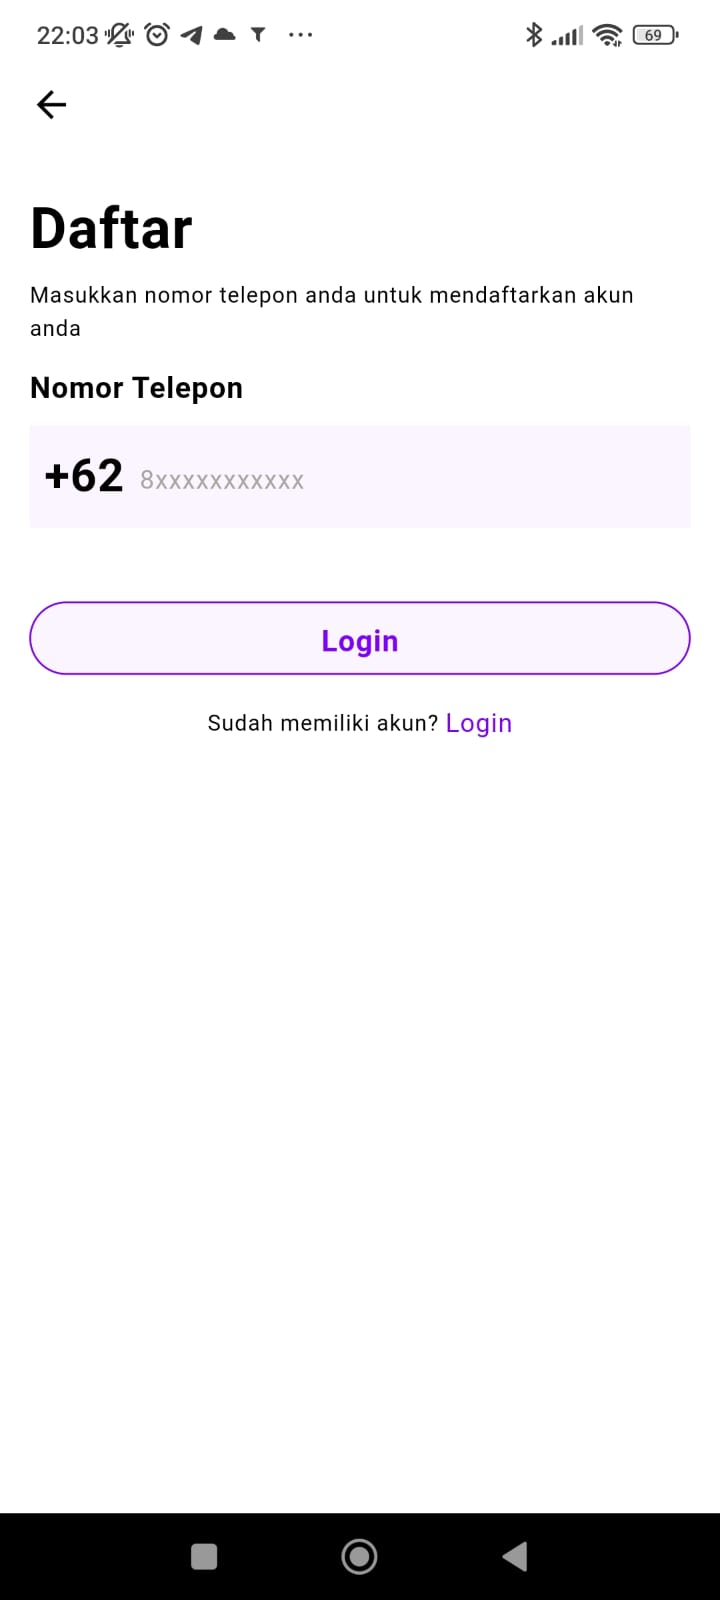 22:03
69
Daftar
Masukkan nomor telepon anda untuk mendaftarkan akun
anda
Nomor Telepon
+62 8xxxxxxxxxxx
Login
Sudah memiliki akun? Login